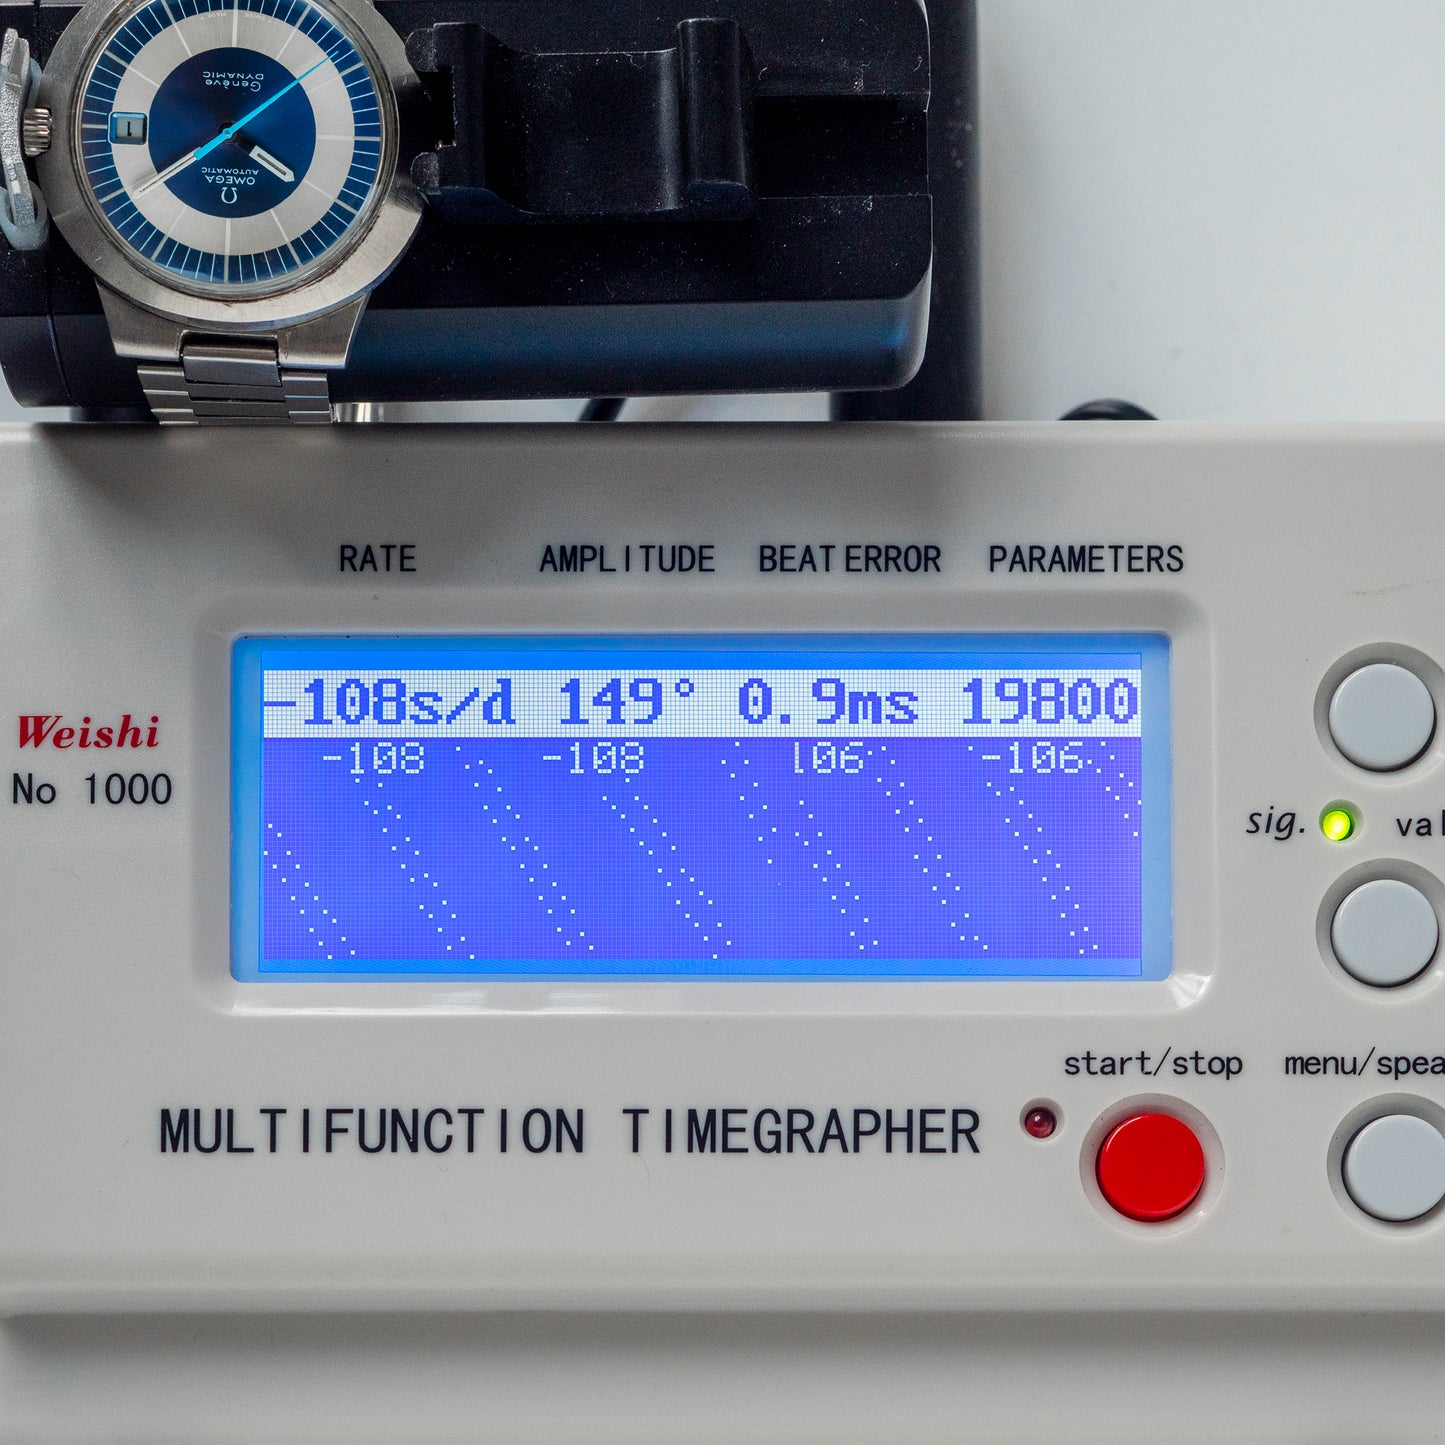 Genève
DYNAMIC
1
Ω
OMEGA
AUTOMATIC
RATE AMPLITUDE BEAT ERROR PARAMETERS
-108s/d 149° 0.9ms 19800
-108 -108 106 -106
Weishi
No 1000
sig.
start/stop
MULTIFUNCTION TIMEGRAPHER